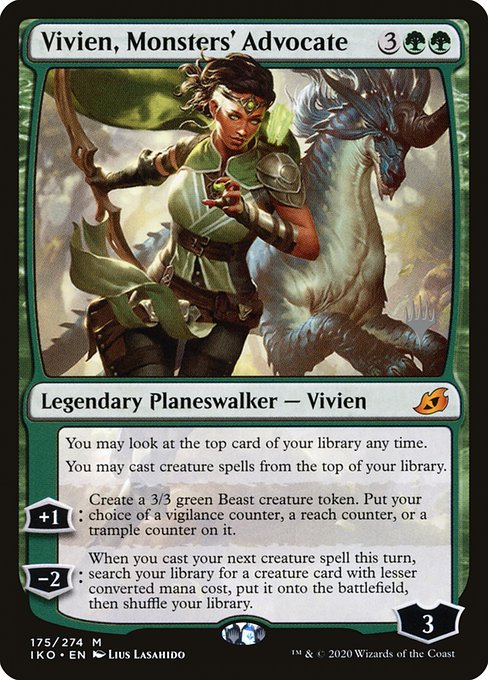 Vivien, Monsters' Advocate 3
Legendary Planeswalker — Vivien
You may look at the top card of your library any time.
You may cast creature spells from the top of your library.
+1 : Create a 3/3 green Beast creature token. Put your
choice of a vigilance counter, a reach counter, or a
trample counter on it.
−2 : When you cast your next creature spell this turn,
search your library for a creature card with lesser
converted mana cost, put it onto the battlefield,
then shuffle your library.
3
175/274 M
IKO • EN Lius Lasahido
™ & © 2020 Wizards of the Coast